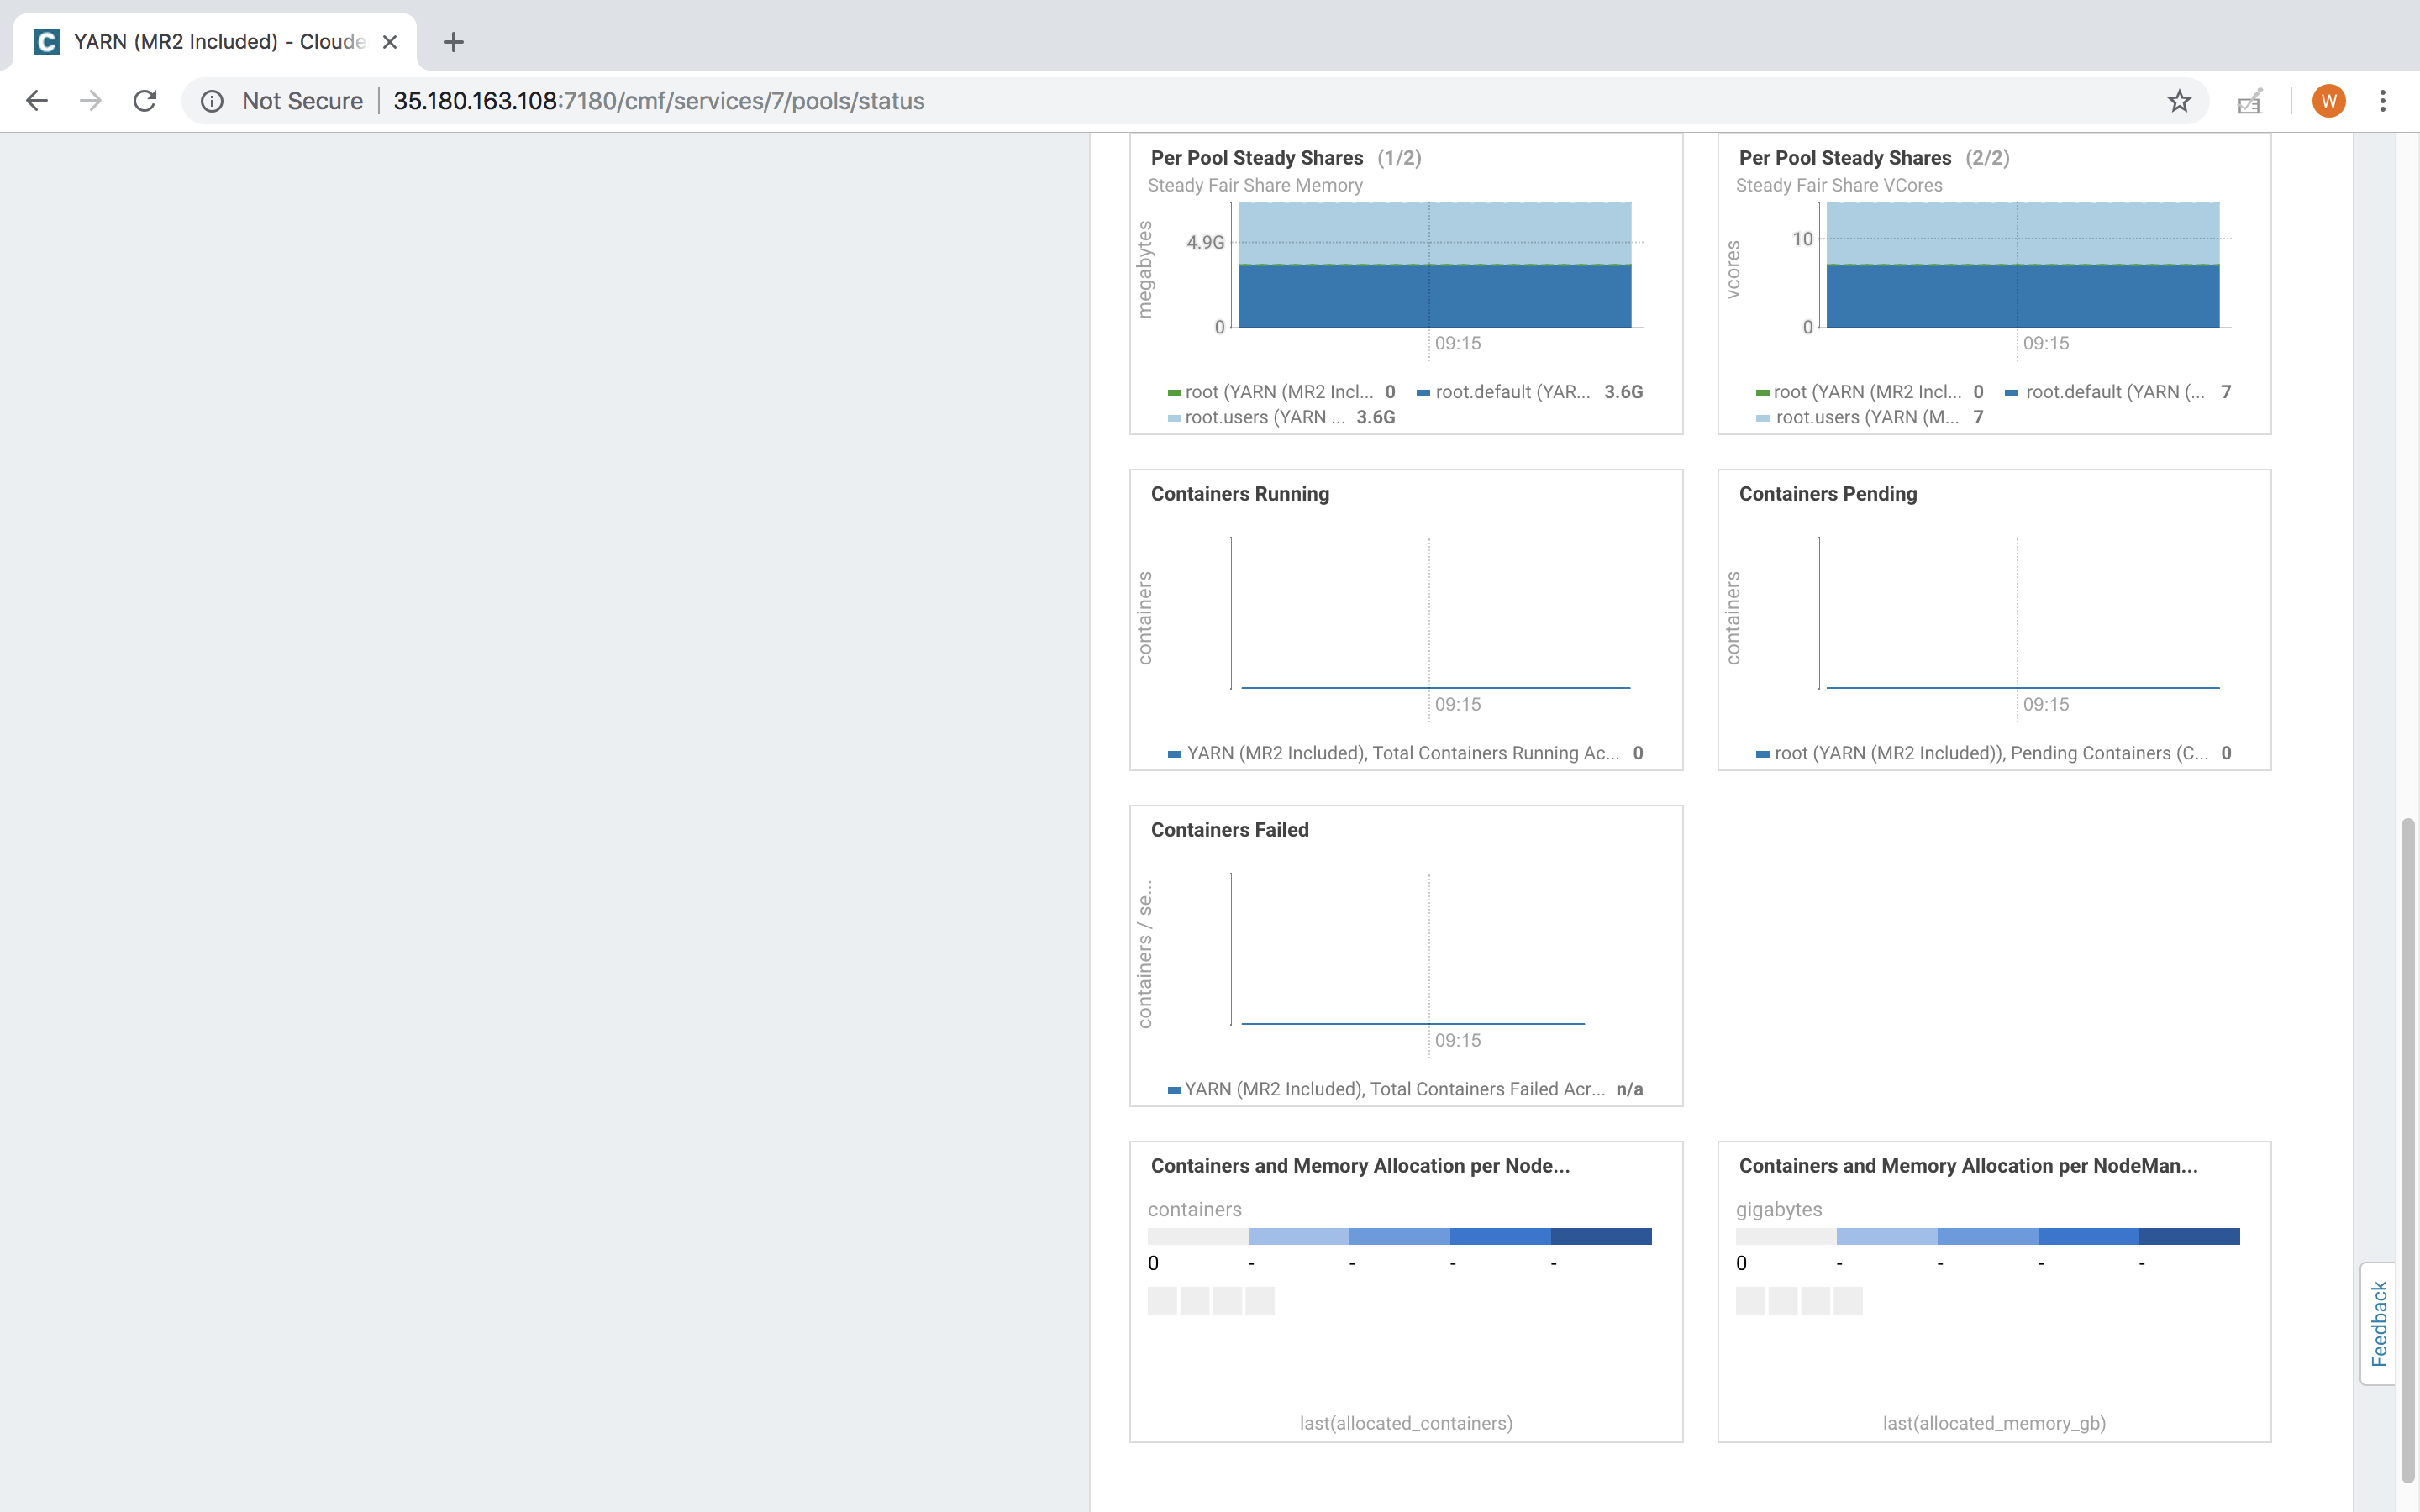 YARN (MR2 Included) - Cloude
Not Secure
35.180.163.108:7180/cmf/services/7/pools/status
W
Per Pool Steady Shares (1/2)
Steady Fair Share Memory
megabytes
4.9G
0
09:15
root (YARN (MR2 Incl... 0
root.default (YAR... 3.6G
root.users (YARN ... 3.6G
Per Pool Steady Shares (2/2)
Steady Fair Share VCores
vcores
10
0
09:15
root (YARN (MR2 Incl... 0
root.default (YARN (... 7
root.users (YARN (M... 7
Containers Running
containers
09:15
YARN (MR2 Included), Total Containers Running Ac... 0
Containers Pending
containers
09:15
root (YARN (MR2 Included)), Pending Containers (C... 0
Containers Failed
containers / se...
09:15
YARN (MR2 Included), Total Containers Failed Acr... n/a
Containers and Memory Allocation per Node...
containers
0 - - - -
last(allocated_containers)
Containers and Memory Allocation per NodeMan...
gigabytes
0 - - - -
last(allocated_memory_gb)
Feedback